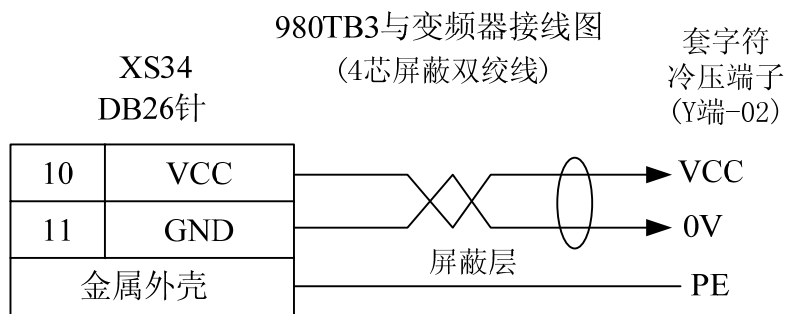 980TB3与变频器接线图
(4芯屏蔽双绞线)
XS34
DB26针
套字符
冷压端子
(Y端-02)
10 VCC
VCC
11 GND
0V
屏蔽层
金属外壳
PE